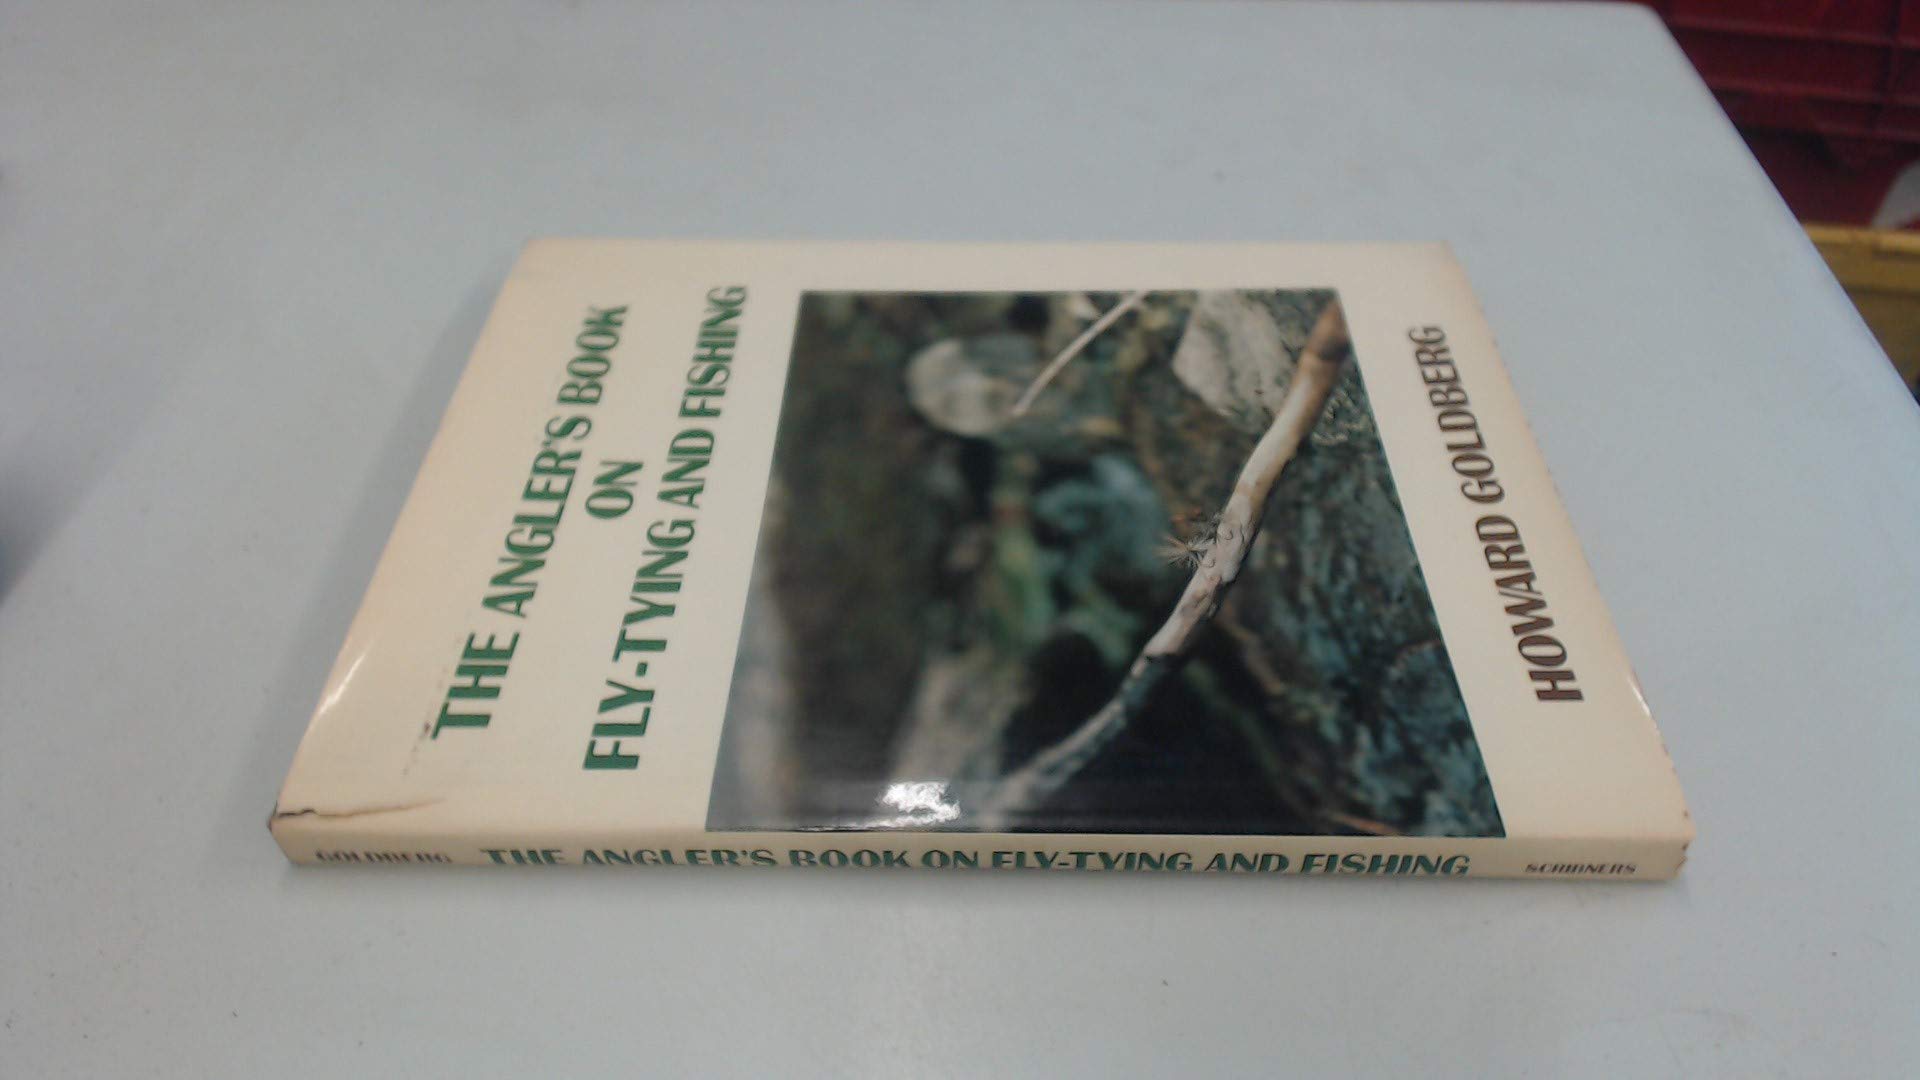 THE ANGLER'S BOOK
ON
FLY-TYING AND FISHING
HOWARD GOLDBERG
GOLDBERG THE ANGLER'S BOOK ON FLY-TYING AND FISHING SCRIBNERS